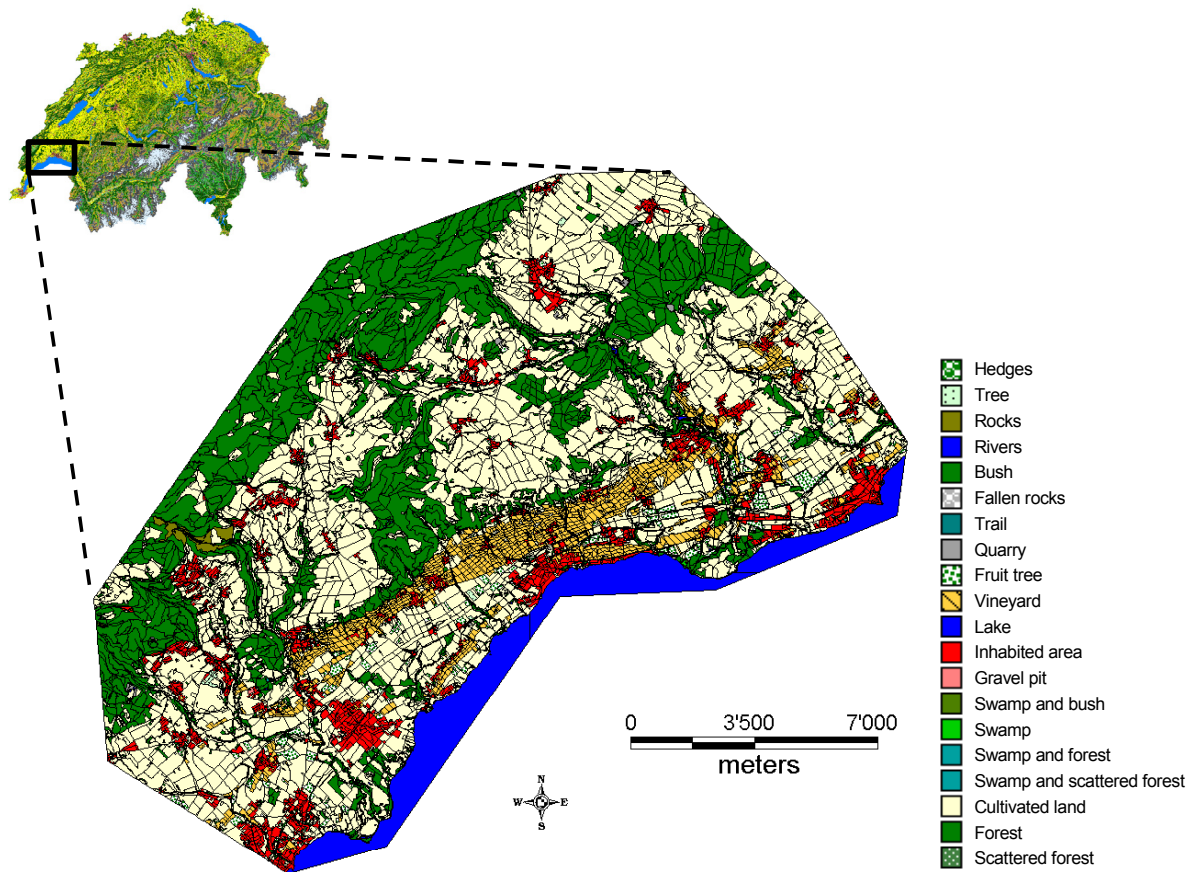 Hedges
Tree
Rocks
Rivers
Bush
Fallen rocks
Trail
Quarry
Fruit tree
Vineyard
Lake
Inhabited area
Gravel pit
Swamp and bush
Swamp
Swamp and forest
Swamp and scattered forest
Cultivated land
Forest
Scattered forest
0 3'500 7'000
meters
N
W E
S